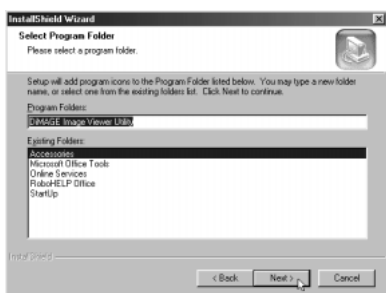 InstallShield Wizard
Select Program Folder
Please select a program folder.
Setup will add program icons to the Program Folder listed below. You may type a new folder
name, or select one from the existing folders list. Click Next to continue.
Program Folders:
DiMAGE Image Viewer Utility
Existing Folders:
Accessories
Microsoft Office Tools
Online Services
RoboHELP Office
StartUp
InstallShield
< Back
Next >
Cancel